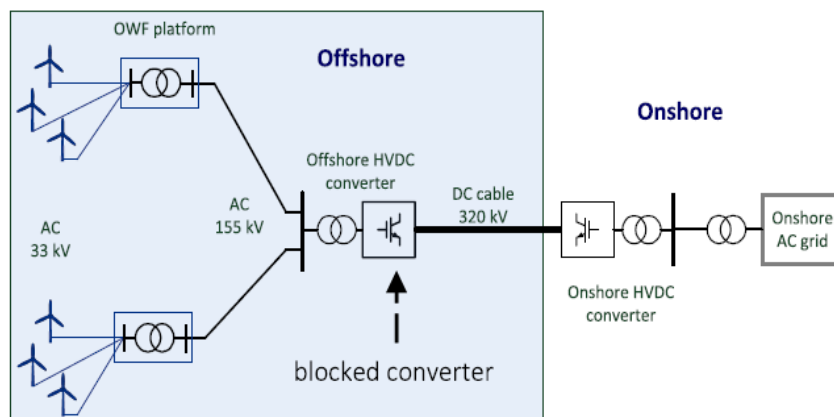 OWF platform
Offshore
Onshore
Offshore HVDC
converter
DC cable
320 kV
AC
155 kV
AC
33 kV
Onshore
AC grid
Onshore HVDC
converter
blocked converter